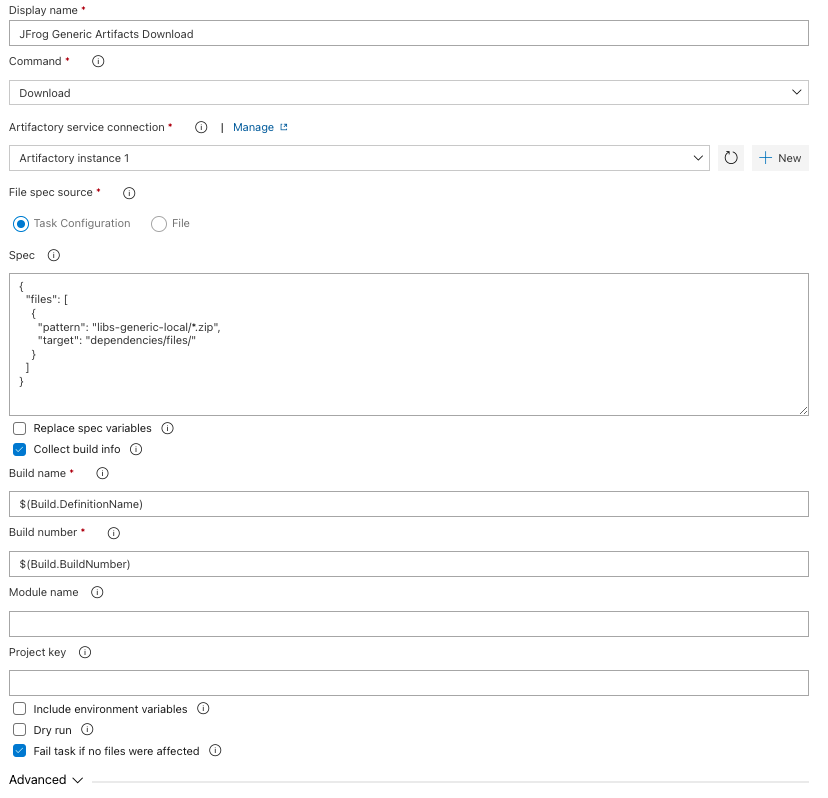 Display name *
JFrog Generic Artifacts Download
Command *
Download
Artifactory service connection * | Manage
Artifactory instance 1
New
File spec source *
Task Configuration File
Spec
{
"files": [
{
"pattern": "libs-generic-local/*.zip",
"target": "dependencies/files/"
}
]
}
Replace spec variables
Collect build info
Build name *
$(Build.DefinitionName)
Build number *
$(Build.BuildNumber)
Module name
Project key
Include environment variables
Dry run
Fail task if no files were affected
Advanced